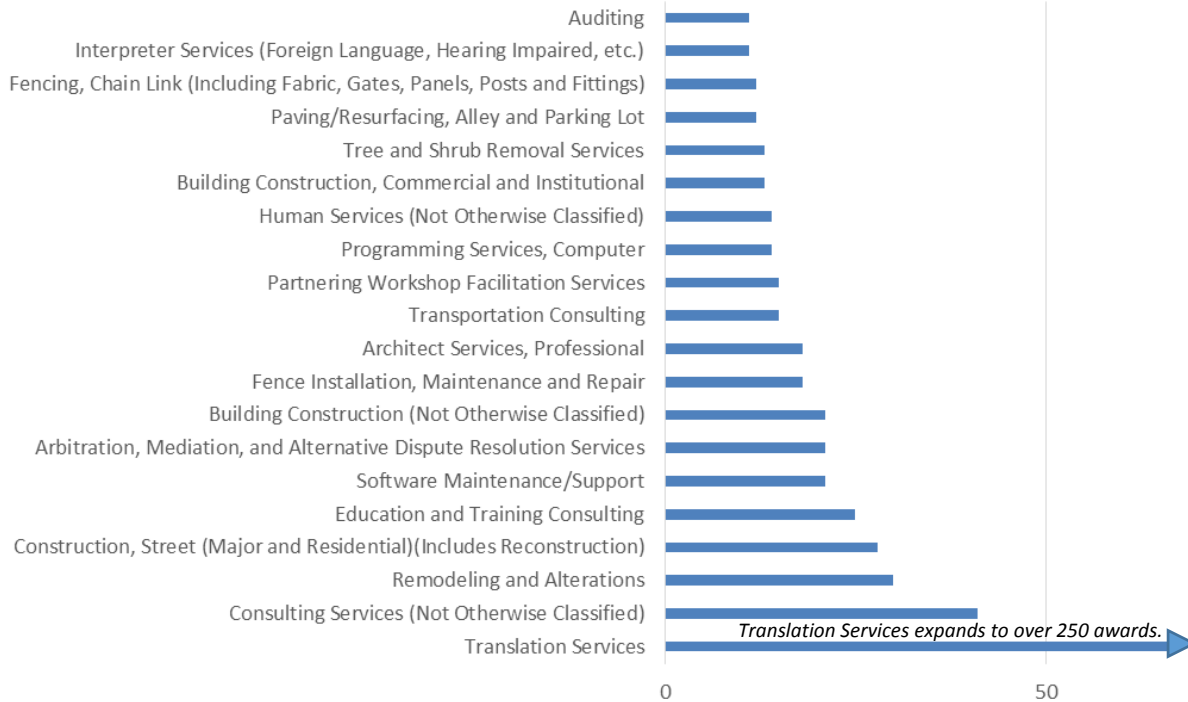 Auditing
Interpreter Services (Foreign Language, Hearing Impaired, etc.)
Fencing, Chain Link (Including Fabric, Gates, Panels, Posts and Fittings)
Paving/Resurfacing, Alley and Parking Lot
Tree and Shrub Removal Services
Building Construction, Commercial and Institutional
Human Services (Not Otherwise Classified)
Programming Services, Computer
Partnering Workshop Facilitation Services
Transportation Consulting
Architect Services, Professional
Fence Installation, Maintenance and Repair
Building Construction (Not Otherwise Classified)
Arbitration, Mediation, and Alternative Dispute Resolution Services
Software Maintenance/Support
Education and Training Consulting
Construction, Street (Major and Residential)(Includes Reconstruction)
Remodeling and Alterations
Consulting Services (Not Otherwise Classified)
Translation Services expands to over 250 awards.
Translation Services
0 50